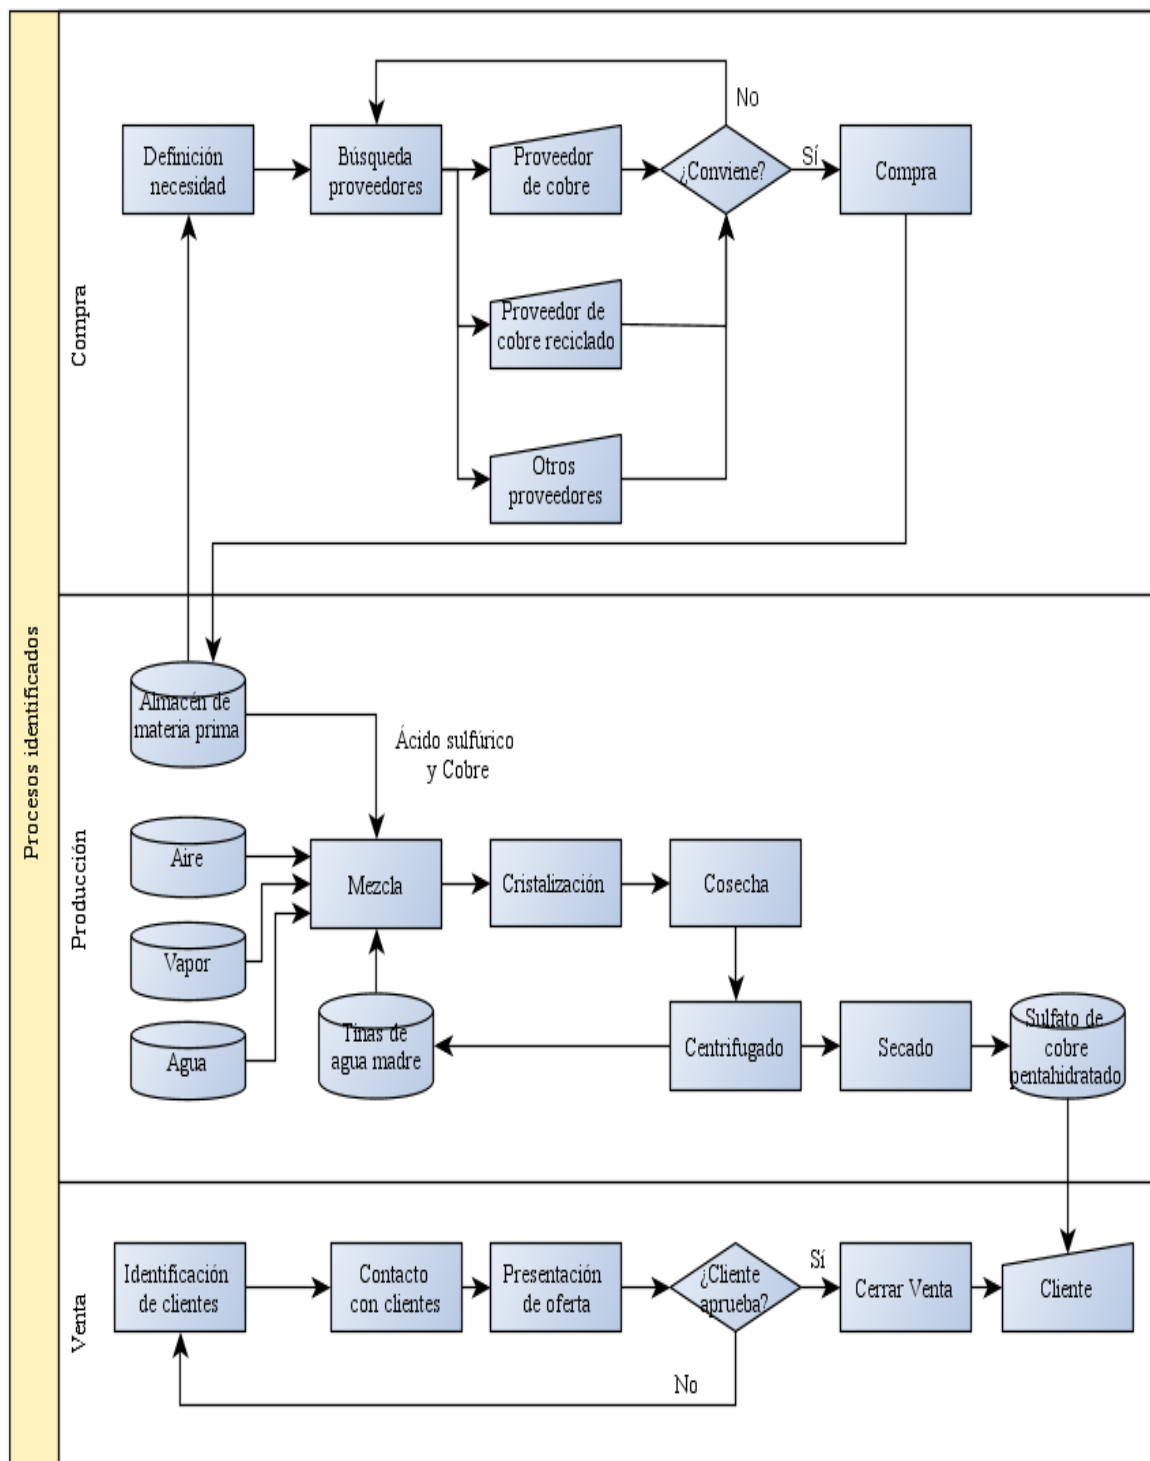 Procesos identificados
Compra
No
Definición
necesidad
Búsqueda
proveedores
Proveedor
de cobre
¿Conviene?
Sí
Compra
Proveedor de
cobre reciclado
Otros
proveedores
Producción
Almacén de
materia prima
Ácido sulfúrico
y Cobre
Aire
Mezcla
Cristalización
Cosecha
Vapor
Agua
Tinas de
agua madre
Centrifugado
Secado
Sulfato de
cobre
pentahidratado
Venta
Identificación
de clientes
Contacto
con clientes
Presentación
de oferta
¿Cliente
aprueba?
Sí
Cerrar Venta
Cliente
No